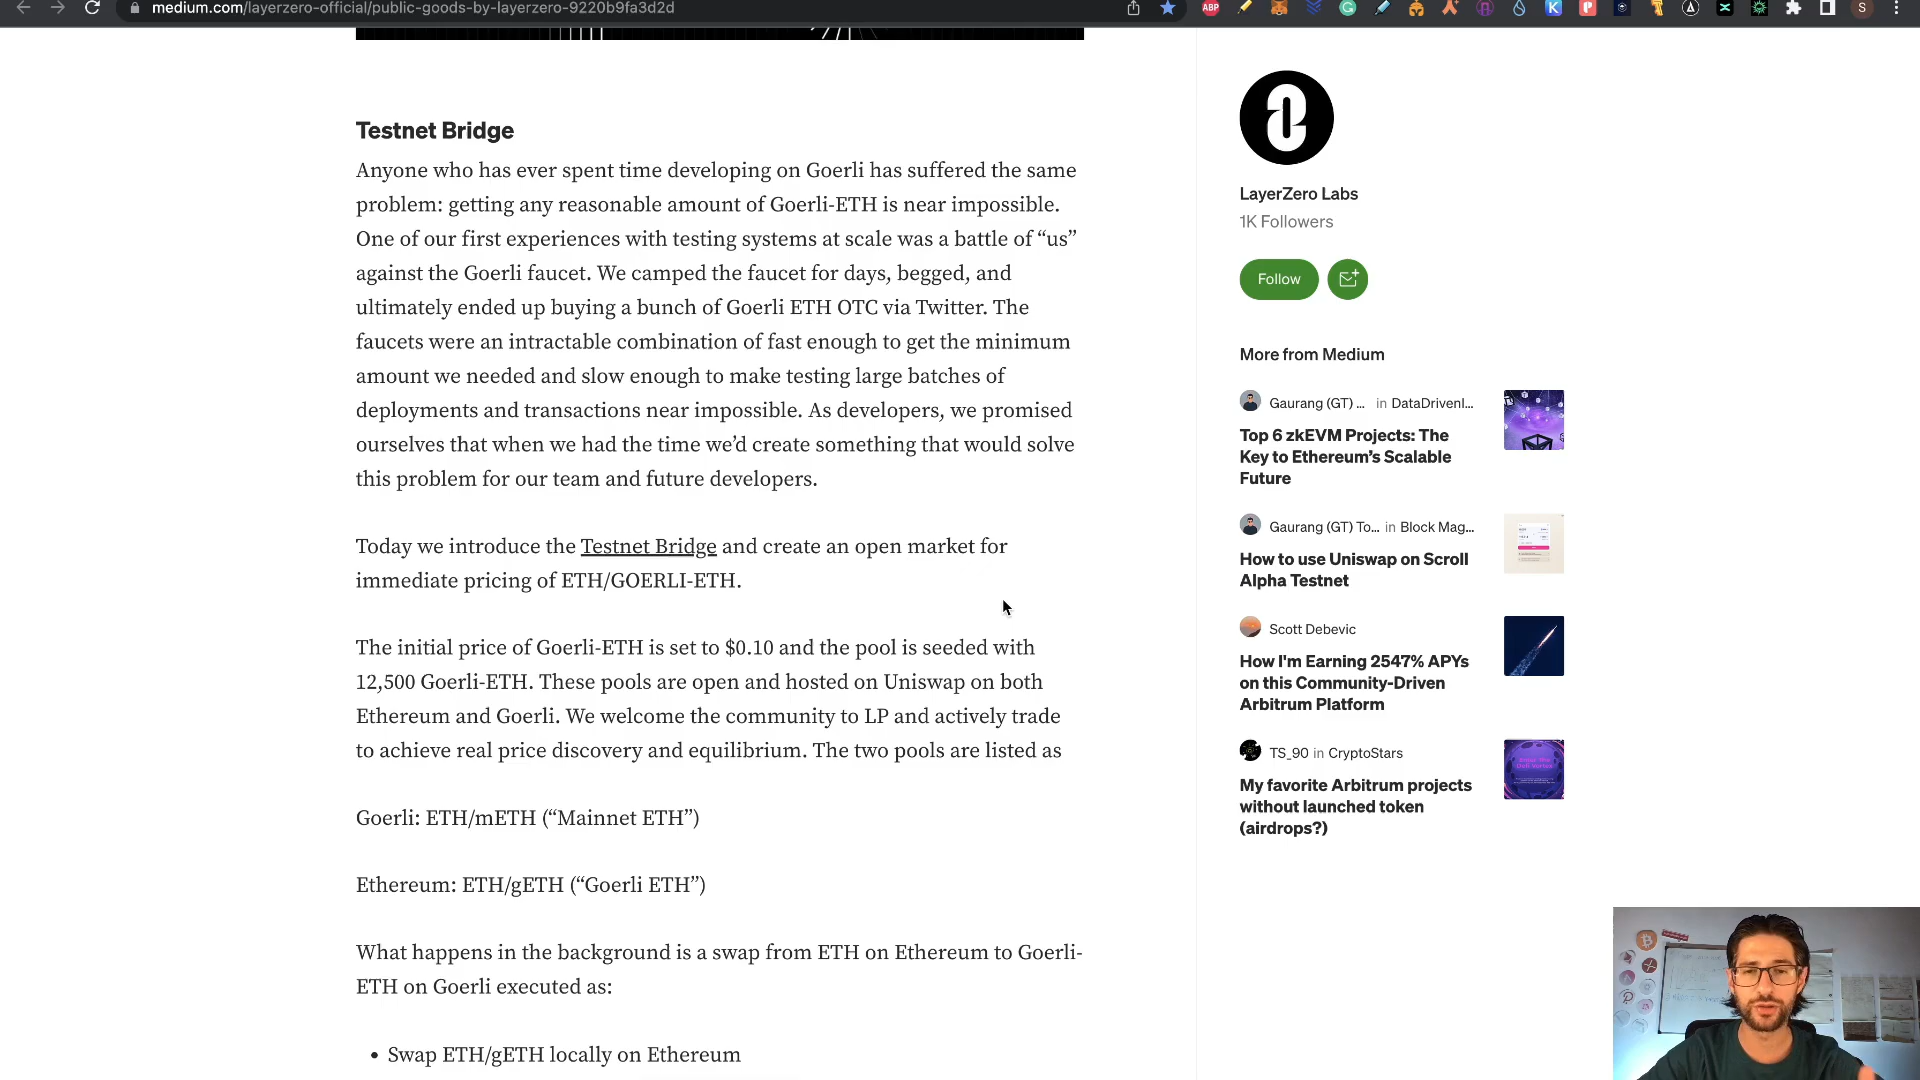 medium.com/layerzero-official/public-goods-by-layerzero-9220b9fa3d2d
ABP
K
S
Testnet Bridge
Anyone who has ever spent time developing on Goerli has suffered the same
problem: getting any reasonable amount of Goerli-ETH is near impossible.
One of our first experiences with testing systems at scale was a battle of “us”
against the Goerli faucet. We camped the faucet for days, begged, and
ultimately ended up buying a bunch of Goerli ETH OTC via Twitter. The
faucets were an intractable combination of fast enough to get the minimum
amount we needed and slow enough to make testing large batches of
deployments and transactions near impossible. As developers, we promised
ourselves that when we had the time we’d create something that would solve
this problem for our team and future developers.
Today we introduce the Testnet Bridge and create an open market for
immediate pricing of ETH/GOERLI-ETH.
The initial price of Goerli-ETH is set to $0.10 and the pool is seeded with
12,500 Goerli-ETH. These pools are open and hosted on Uniswap on both
Ethereum and Goerli. We welcome the community to LP and actively trade
to achieve real price discovery and equilibrium. The two pools are listed as
Goerli: ETH/mETH (“Mainnet ETH”)
Ethereum: ETH/gETH (“Goerli ETH”)
What happens in the background is a swap from ETH on Ethereum to Goerli-
ETH on Goerli executed as:
• Swap ETH/gETH locally on Ethereum
LayerZero Labs
1K Followers
Follow
More from Medium
Gaurang (GT) ... in DataDrivenI...
Top 6 zkEVM Projects: The
Key to Ethereum’s Scalable
Future
Gaurang (GT) To... in Block Mag...
How to use Uniswap on Scroll
Alpha Testnet
Scott Debevic
How I'm Earning 2547% APYs
on this Community-Driven
Arbitrum Platform
TS_90 in CryptoStars
My favorite Arbitrum projects
without launched token
(airdrops?)